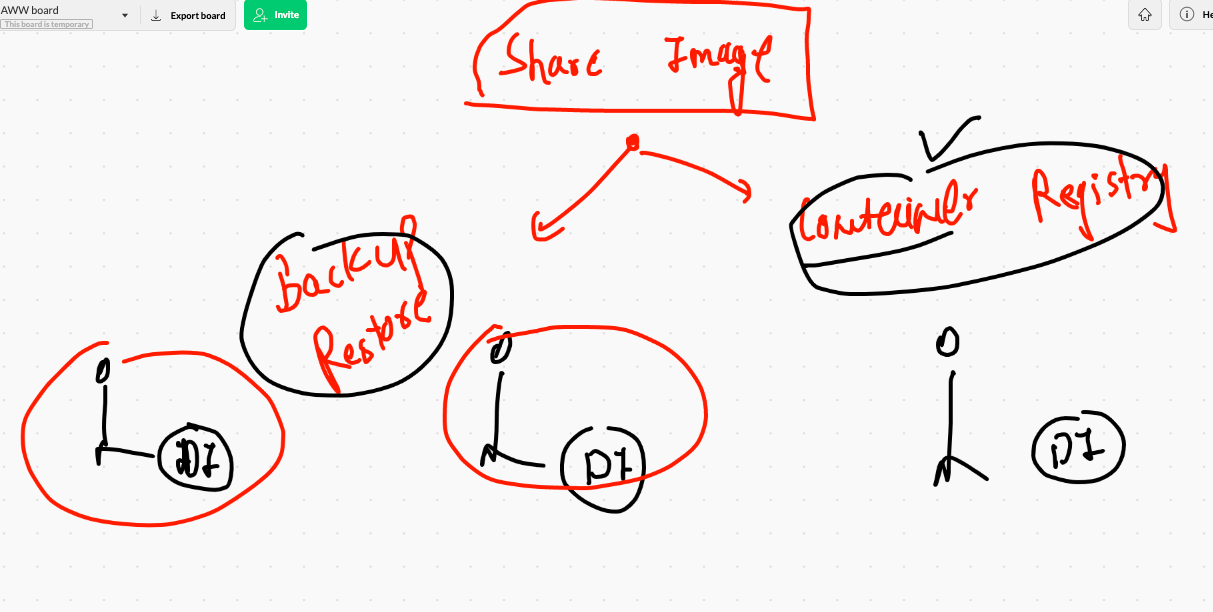 AWW board
This board is temporary
Export board
Invite
He
Share Image
Container Registry
Backup
Restore
DI
DI
DI